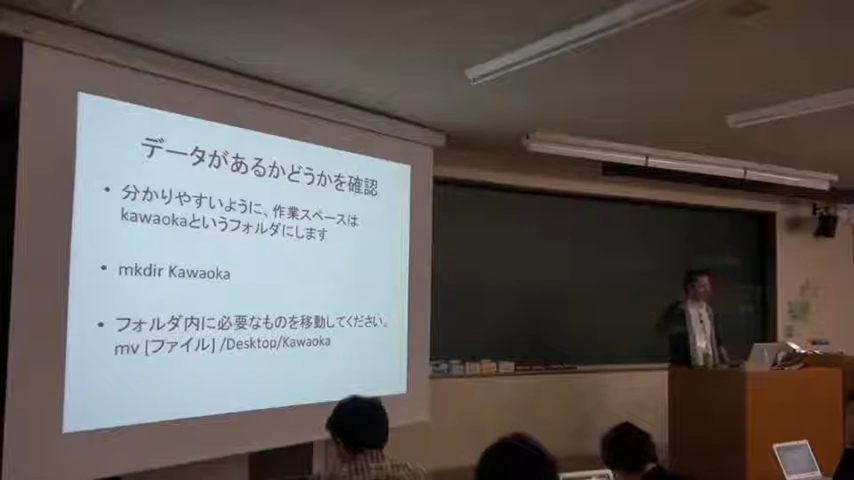 データがあるかどうかを確認
• 分かりやすいように、作業スペースは
kawaokaというフォルダにします
• mkdir Kawaoka
• フォルダ内に必要なものを移動してください。
mv [ファイル] /Desktop/Kawaoka